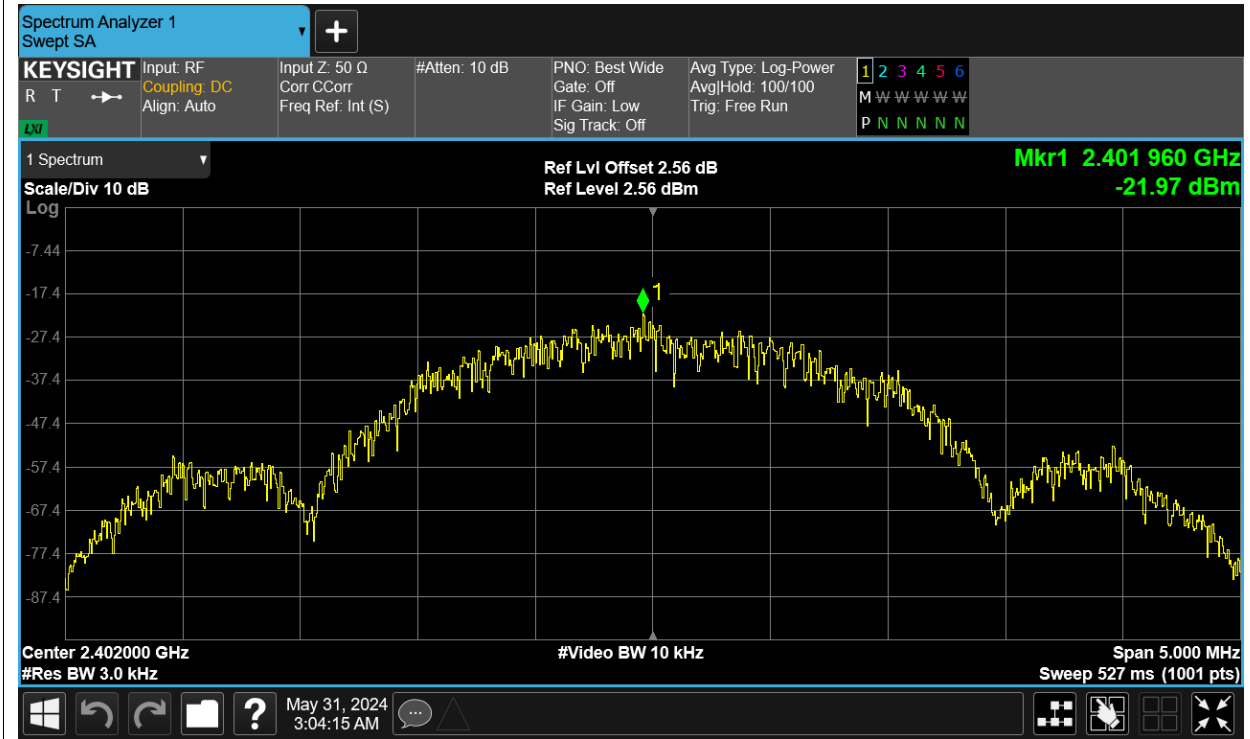 Spectrum Analyzer 1
Swept SA
+
KEYSIGHT
R T
LXI
Input: RF
Coupling: DC
Align: Auto
Input Z: 50 Ω
Corr CCorr
Freq Ref: Int (S)
#Atten: 10 dB
PNO: Best Wide
Gate: Off
IF Gain: Low
Sig Track: Off
Avg Type: Log-Power
Avg|Hold: 100/100
Trig: Free Run
1 2 3 4 5 6
M W W W W W
P N N N N N
1 Spectrum
Scale/Div 10 dB
Log
Ref Lvl Offset 2.56 dB
Ref Level 2.56 dBm
Mkr1 2.401 960 GHz
-21.97 dBm
-7.44
-17.4
1
-27.4
-37.4
-47.4
-57.4
-67.4
-77.4
-87.4
Center 2.402000 GHz
#Video BW 10 kHz
Span 5.000 MHz
#Res BW 3.0 kHz
Sweep 527 ms (1001 pts)
?
May 31, 2024
3:04:15 AM